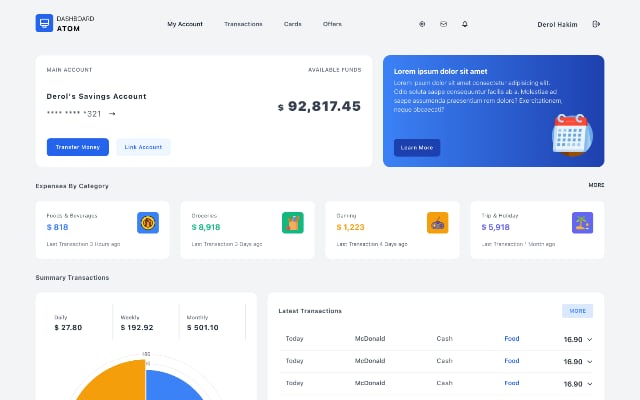 DASHBOARD
ATOM
My Account
Transactions
Cards
Offers
Derol Hakim
MAIN ACCOUNT
AVAILABLE FUNDS
Derol's Savings Account
$ 92,817.45
**** **** *321 →
Transfer Money
Link Account
Lorem ipsum dolor sit amet
Lorem ipsum dolor sit amet consectetur adipisicing elit.
Odio soluta saepe consequuntur facilis ab a. Molestiae ad
saepe assumenda praesentium rem dolore? Exercitationem,
neque obcaecati?
Learn More
Expenses By Category
MORE
Foods & Beverages
$ 818
Last Transaction 3 Hours ago
Groceries
$ 8,918
Last Transaction 3 Days ago
Gaming
$ 1,223
Last Transaction 4 Days ago
Trip & Holiday
$ 5,918
Last Transaction 1 Month ago
Summary Transactions
Daily
$ 27.80
Weekly
$ 192.92
Monthly
$ 501.10
Latest Transactions
MORE
Today McDonald Cash Food 16.90
Today McDonald Cash Food 16.90
Today McDonald Cash Food 16.90